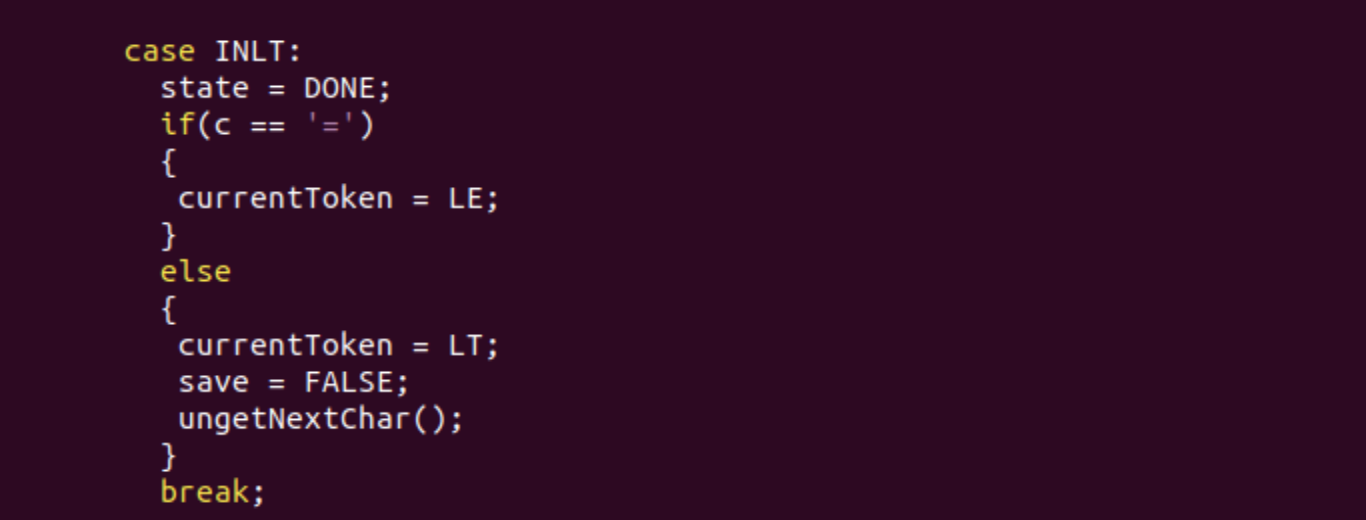 case INLT:
state = DONE;
if(c == '=')
{
currentToken = LE;
}
else
{
currentToken = LT;
save = FALSE;
ungetNextChar();
}
break;